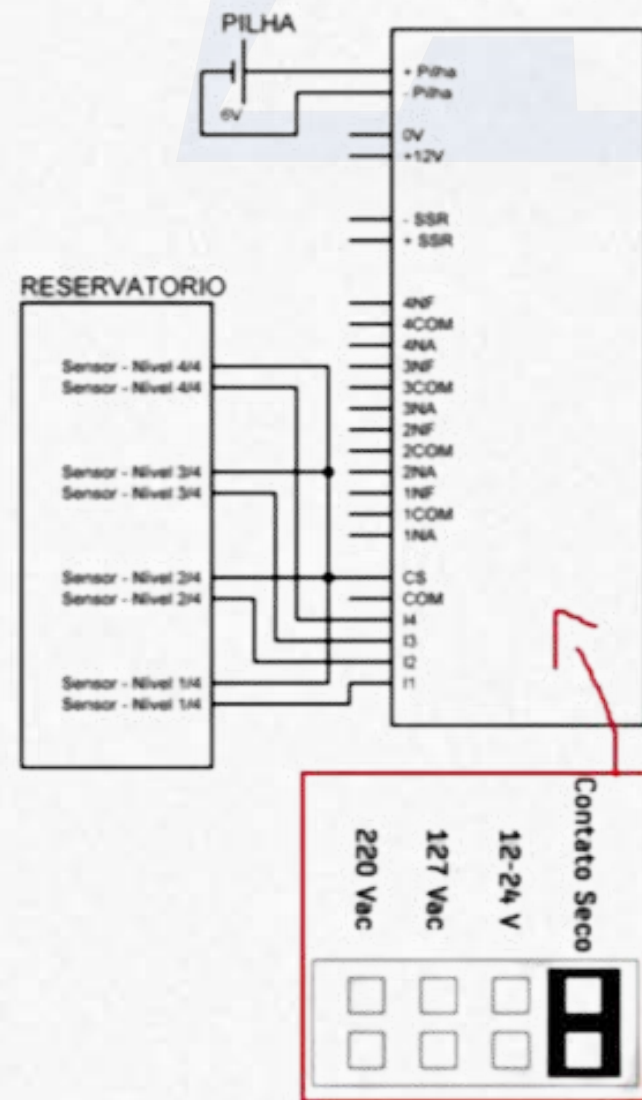 PILHA
6V
+ Pilha
- Pilha
0V
+12V
- SSR
+ SSR
4NF
4COM
4NA
3NF
3COM
3NA
2NF
2COM
2NA
1NF
1COM
1NA
CS
COM
I4
I3
I2
I1
RESERVATORIO
Sensor - Nivel 4/4
Sensor - Nivel 4/4
Sensor - Nivel 3/4
Sensor - Nivel 3/4
Sensor - Nivel 2/4
Sensor - Nivel 2/4
Sensor - Nivel 1/4
Sensor - Nivel 1/4
220 Vac
127 Vac
12-24 V
Contato Seco